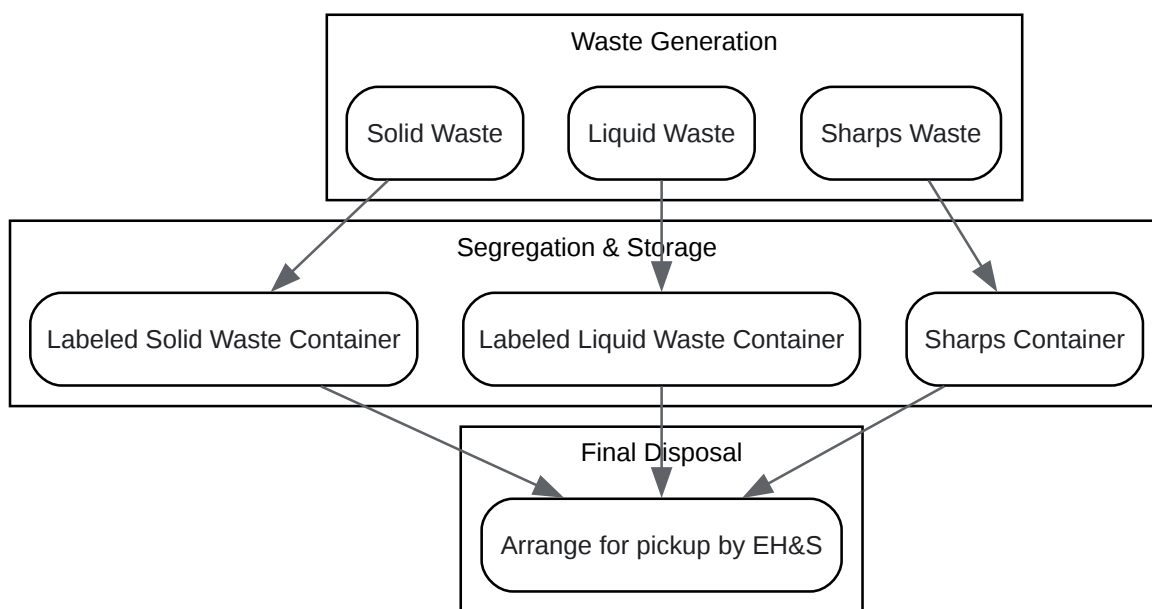 Waste Generation
Solid Waste
Liquid Waste
Sharps Waste
Segregation & Storage
Labeled Solid Waste Container
Labeled Liquid Waste Container
Sharps Container
Final Disposal
Arrange for pickup by EH&S